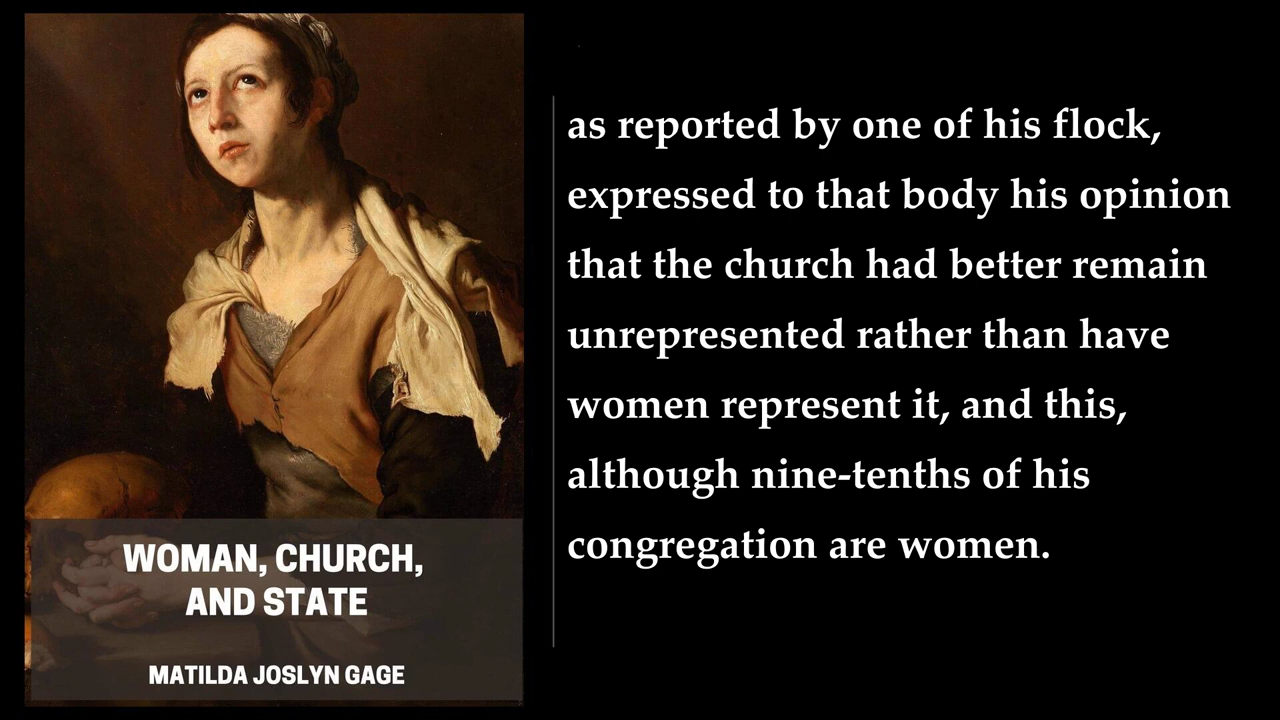 WOMAN, CHURCH,
AND STATE
MATILDA JOSLYN GAGE
as reported by one of his flock,
expressed to that body his opinion
that the church had better remain
unrepresented rather than have
women represent it, and this,
although nine-tenths of his
congregation are women.